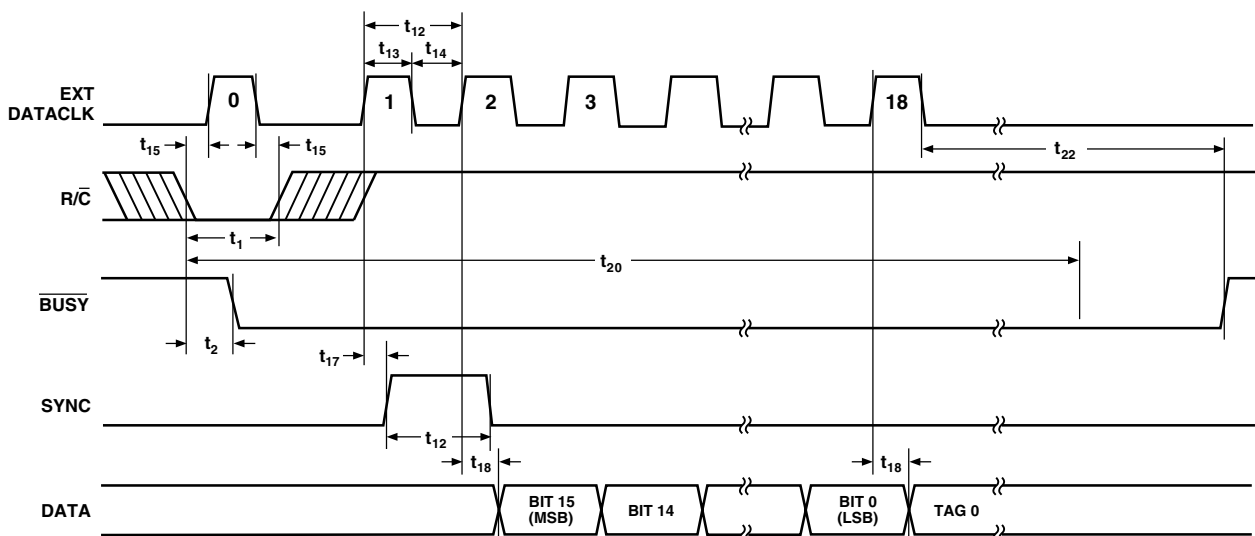 t12
t13 t14
EXT
DATACLK
0 1 2 3 18
t15 t15
t22
R/C̅
t1
t20
B̅U̅S̅Y̅
t2
t17
SYNC
t12
t18 t18
DATA
BIT 15
(MSB)
BIT 14
BIT 0
(LSB)
TAG 0